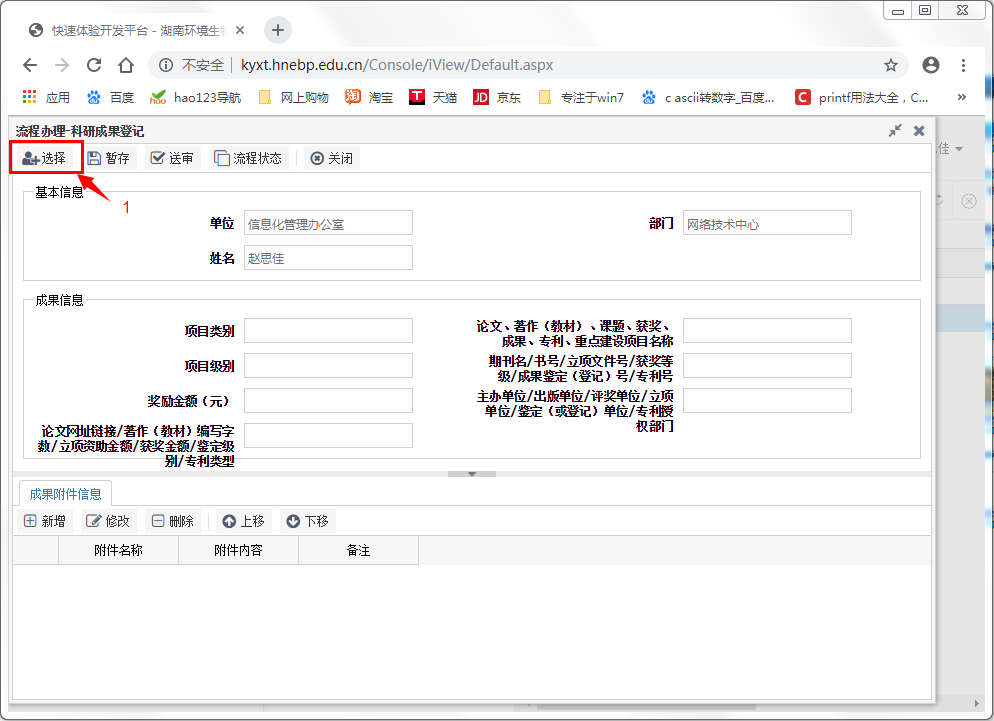 快速体验开发平台 - 湖南环境生
不安全 | kyxt.hnebp.edu.cn/Console/iView/Default.aspx
应用 百度 hao123导航 网上购物 淘宝 天猫 京东 专注于win7 c ascii转数字_百度... printf用法大全，C... »
流程办理-科研成果登记
佳
选择 暂存 送审 流程状态 关闭
1
基本信息
单位 信息化管理办公室 部门 网络技术中心
姓名 赵思佳
成果信息
项目类别
论文、著作（教材）、课题、获奖、
成果、专利、重点建设项目名称
项目级别
期刊名/书号/立项文件号/获奖等
级/成果鉴定（登记）号/专利号
奖励金额（元）
主办单位/出版单位/评奖单位/立项
单位/鉴定（或登记）单位/专利授
权部门
论文网址链接/著作（教材）编写字
数/立项资助金额/获奖金额/鉴定级
别/专利类型
成果附件信息
新增 修改 删除 上移 下移
附件名称 附件内容 备注